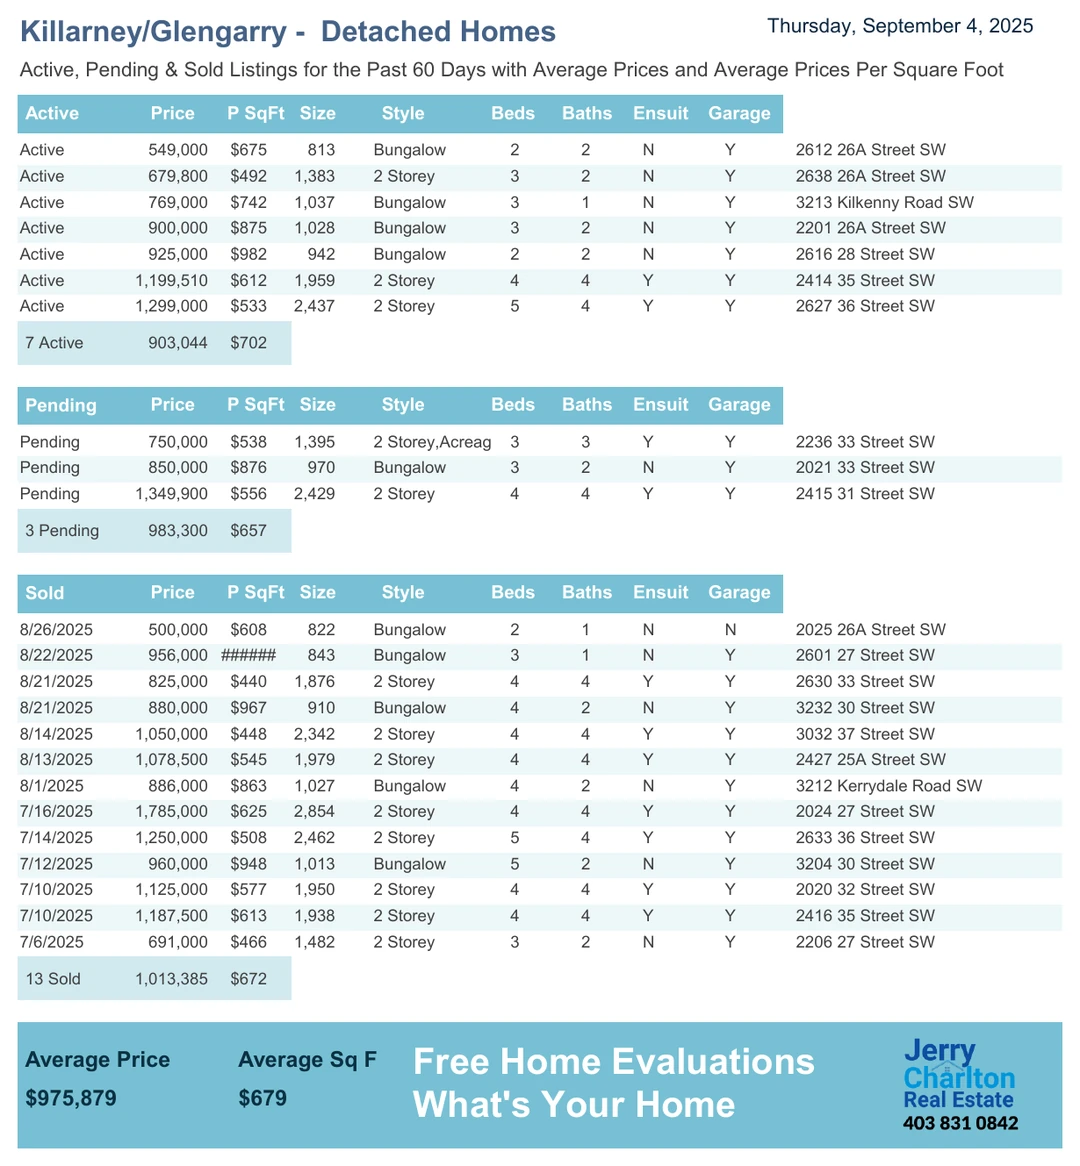 Killarney/Glengarry - Detached Homes
Thursday, September 4, 2025
Active, Pending & Sold Listings for the Past 60 Days with Average Prices and Average Prices Per Square Foot
Active Price P SqFt Size Style Beds Baths Ensuit Garage
Active 549,000 $675 813 Bungalow 2 2 N Y 2612 26A Street SW
Active 679,800 $492 1,383 2 Storey 3 2 N Y 2638 26A Street SW
Active 769,000 $742 1,037 Bungalow 3 1 N Y 3213 Kilkenny Road SW
Active 900,000 $875 1,028 Bungalow 3 2 N Y 2201 26A Street SW
Active 925,000 $982 942 Bungalow 2 2 N Y 2616 28 Street SW
Active 1,199,510 $612 1,959 2 Storey 4 4 Y Y 2414 35 Street SW
Active 1,299,000 $533 2,437 2 Storey 5 4 Y Y 2627 36 Street SW
7 Active 903,044 $702
Pending Price P SqFt Size Style Beds Baths Ensuit Garage
Pending 750,000 $538 1,395 2 Storey,Acreag 3 3 Y Y 2236 33 Street SW
Pending 850,000 $876 970 Bungalow 3 2 N Y 2021 33 Street SW
Pending 1,349,900 $556 2,429 2 Storey 4 4 Y Y 2415 31 Street SW
3 Pending 983,300 $657
Sold Price P SqFt Size Style Beds Baths Ensuit Garage
8/26/2025 500,000 $608 822 Bungalow 2 1 N N 2025 26A Street SW
8/22/2025 956,000 ###### 843 Bungalow 3 1 N Y 2601 27 Street SW
8/21/2025 825,000 $440 1,876 2 Storey 4 4 Y Y 2630 33 Street SW
8/21/2025 880,000 $967 910 Bungalow 4 2 N Y 3232 30 Street SW
8/14/2025 1,050,000 $448 2,342 2 Storey 4 4 Y Y 3032 37 Street SW
8/13/2025 1,078,500 $545 1,979 2 Storey 4 4 Y Y 2427 25A Street SW
8/1/2025 886,000 $863 1,027 Bungalow 4 2 N Y 3212 Kerrydale Road SW
7/16/2025 1,785,000 $625 2,854 2 Storey 4 4 Y Y 2024 27 Street SW
7/14/2025 1,250,000 $508 2,462 2 Storey 5 4 Y Y 2633 36 Street SW
7/12/2025 960,000 $948 1,013 Bungalow 5 2 N Y 3204 30 Street SW
7/10/2025 1,125,000 $577 1,950 2 Storey 4 4 Y Y 2020 32 Street SW
7/10/2025 1,187,500 $613 1,938 2 Storey 4 4 Y Y 2416 35 Street SW
7/6/2025 691,000 $466 1,482 2 Storey 3 2 N Y 2206 27 Street SW
13 Sold 1,013,385 $672
Average Price Average Sq F
$975,879 $679
Free Home Evaluations
What's Your Home
Jerry
Charlton
Real Estate
403 831 0842